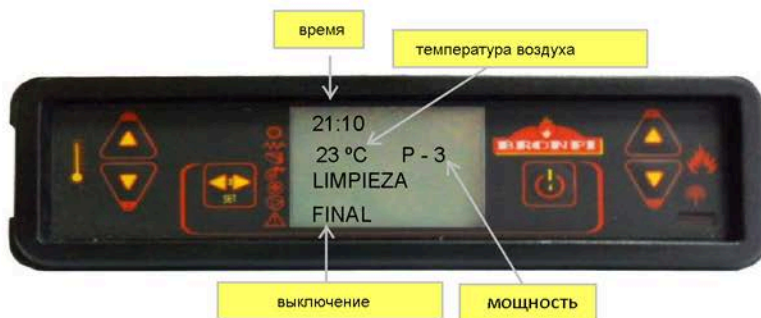 время
температура воздуха
21:10
23 ºC P - 3
LIMPIEZA
FINAL
BRONPI
SET
выключение
мощность